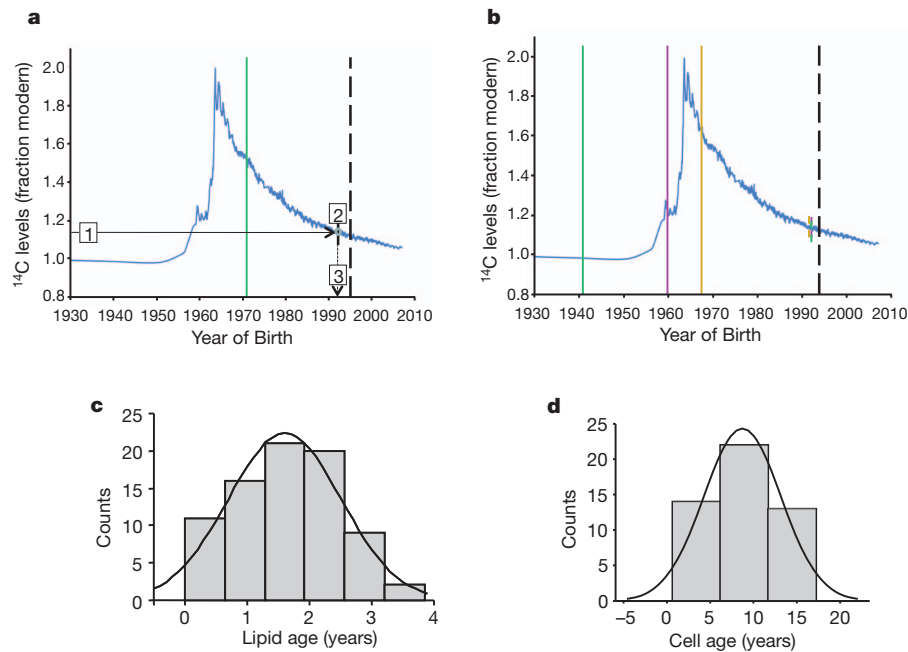 a
¹⁴C levels (fraction modern)
2.0
1.8
1.6
1.4
1.2
1.0
0.8
1
2
3
1930 1940 1950 1960 1970 1980 1990 2000 2010
Year of Birth
b
¹⁴C levels (fraction modern)
2.0
1.8
1.6
1.4
1.2
1.0
0.8
1930 1940 1950 1960 1970 1980 1990 2000 2010
Year of Birth
c
Counts
25
20
15
10
5
0
0 1 2 3 4
Lipid age (years)
d
Counts
25
20
15
10
5
0
–5 0 5 10 15 20
Cell age (years)